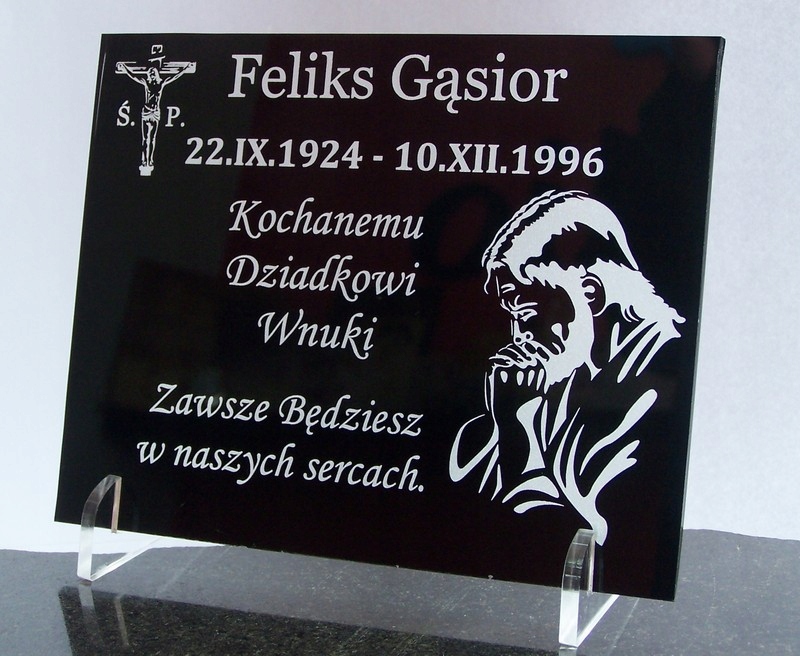 Feliks Gąsior
Ś. P.
22.IX.1924 - 10.XII.1996
Kochanemu
Dziadkowi
Wnuki
Zawsze Będziesz
w naszych sercach.